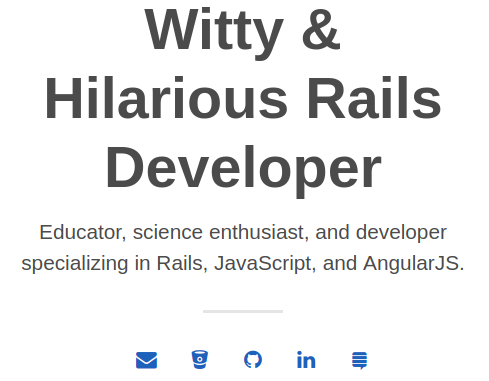 Witty &
Hilarious Rails
Developer
Educator, science enthusiast, and developer
specializing in Rails, JavaScript, and AngularJS.